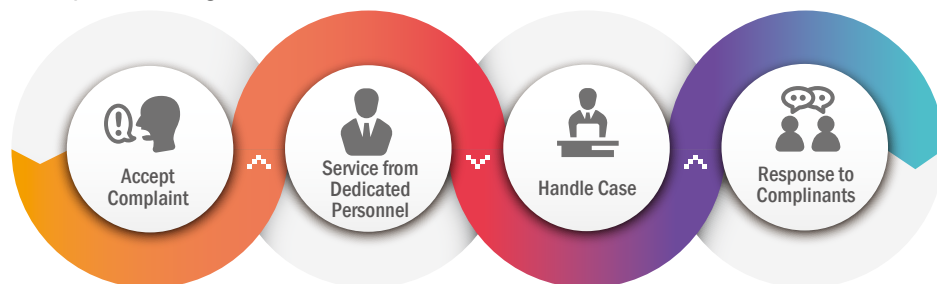 Accept
Complaint
Service from
Dedicated
Personnel
Handle Case
Response to
Complinants